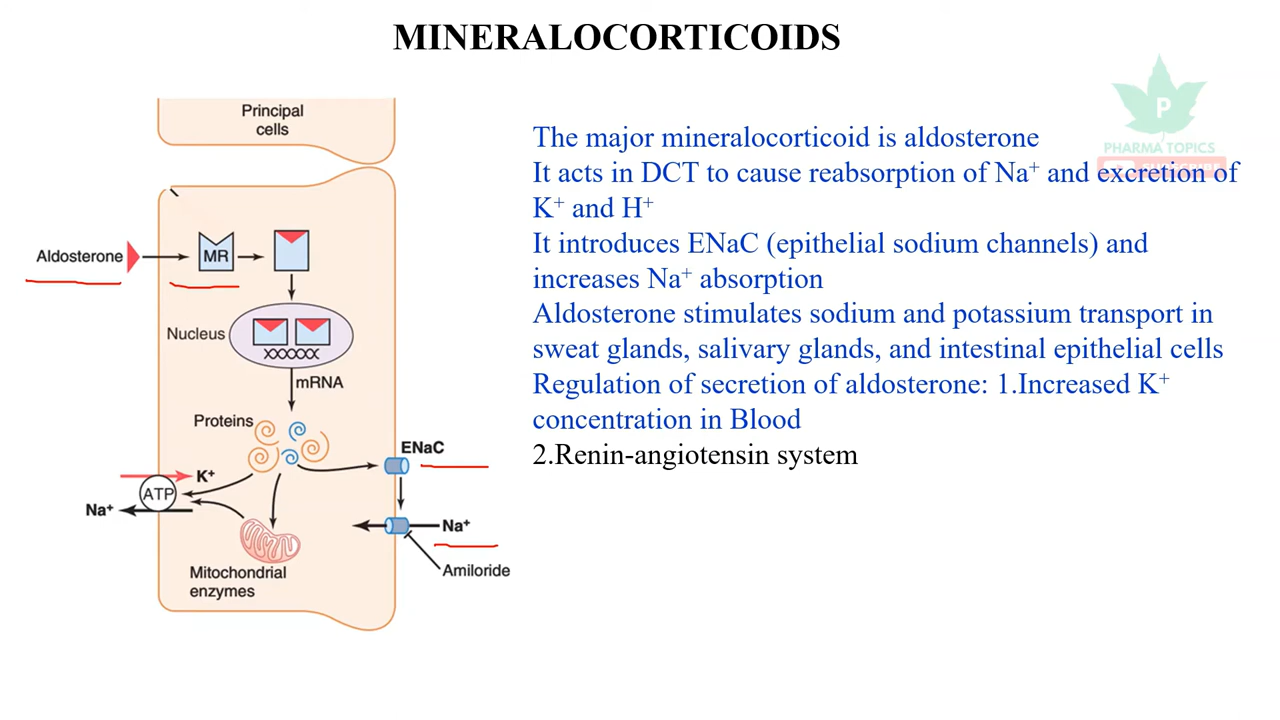 MINERALOCORTICOIDS
P
PHARMA TOPICS
SUBSCRIBE
The major mineralocorticoid is aldosterone
It acts in DCT to cause reabsorption of Na⁺ and excretion of
K⁺ and H⁺
It introduces ENaC (epithelial sodium channels) and
increases Na⁺ absorption
Aldosterone stimulates sodium and potassium transport in
sweat glands, salivary glands, and intestinal epithelial cells
Regulation of secretion of aldosterone: 1.Increased K⁺
concentration in Blood
2.Renin-angiotensin system
Principal
cells
Aldosterone
MR
Nucleus
mRNA
Proteins
ENaC
K⁺
ATP
Na⁺
Na⁺
Mitochondrial
enzymes
Amiloride